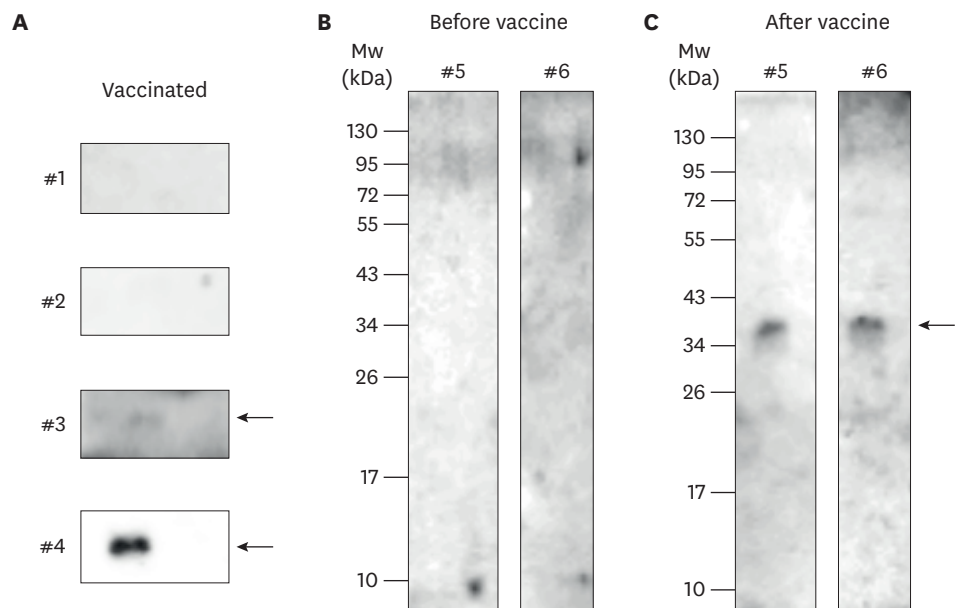 A
Vaccinated
#1
#2
#3
#4
B
Before vaccine
Mw
(kDa)
#5
#6
130
95
72
55
43
34
26
17
10
C
After vaccine
Mw
(kDa)
#5
#6
130
95
72
55
43
34
26
17
10